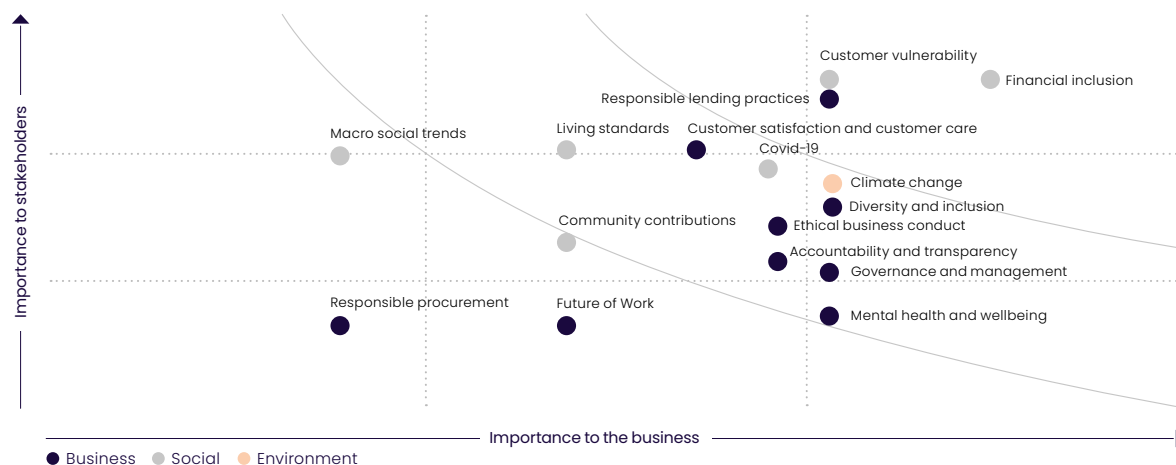 Customer vulnerability
Financial inclusion
Responsible lending practices
Macro social trends
Living standards
Customer satisfaction and customer care
Covid-19
Climate change
Diversity and inclusion
Community contributions
Ethical business conduct
Accountability and transparency
Governance and management
Responsible procurement
Future of Work
Mental health and wellbeing
Importance to stakeholders
Importance to the business
Business
Social
Environment